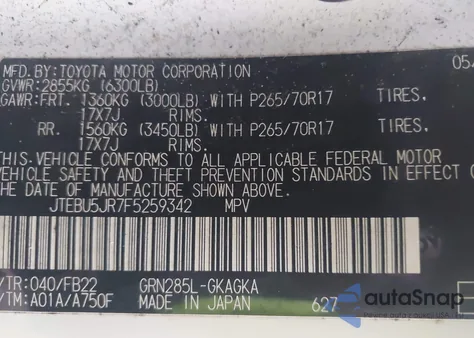 MFD.BY:TOYOTA MOTOR CORPORATION 05/
GVWR:2855KG (6300LB)
GAWR:FRT. 1360KG (3000LB) WITH P265/70R17 TIRES,
17X7J RIMS.
RR. 1560KG (3450LB) WITH P265/70R17 TIRES,
17X7J RIMS.
THIS VEHICLE CONFORMS TO ALL APPLICABLE FEDERAL MOTOR
VEHICLE SAFETY AND THEFT PREVENTION STANDARDS IN EFFECT ON
THE DATE OF MANUFACTURE SHOWN ABOVE.
JTEBU5JR7F5259342 MPV
/TR:040/FB22 GRN285L-GKAGKA
/TM:A01A/A750F MADE IN JAPAN 627
autoSnap